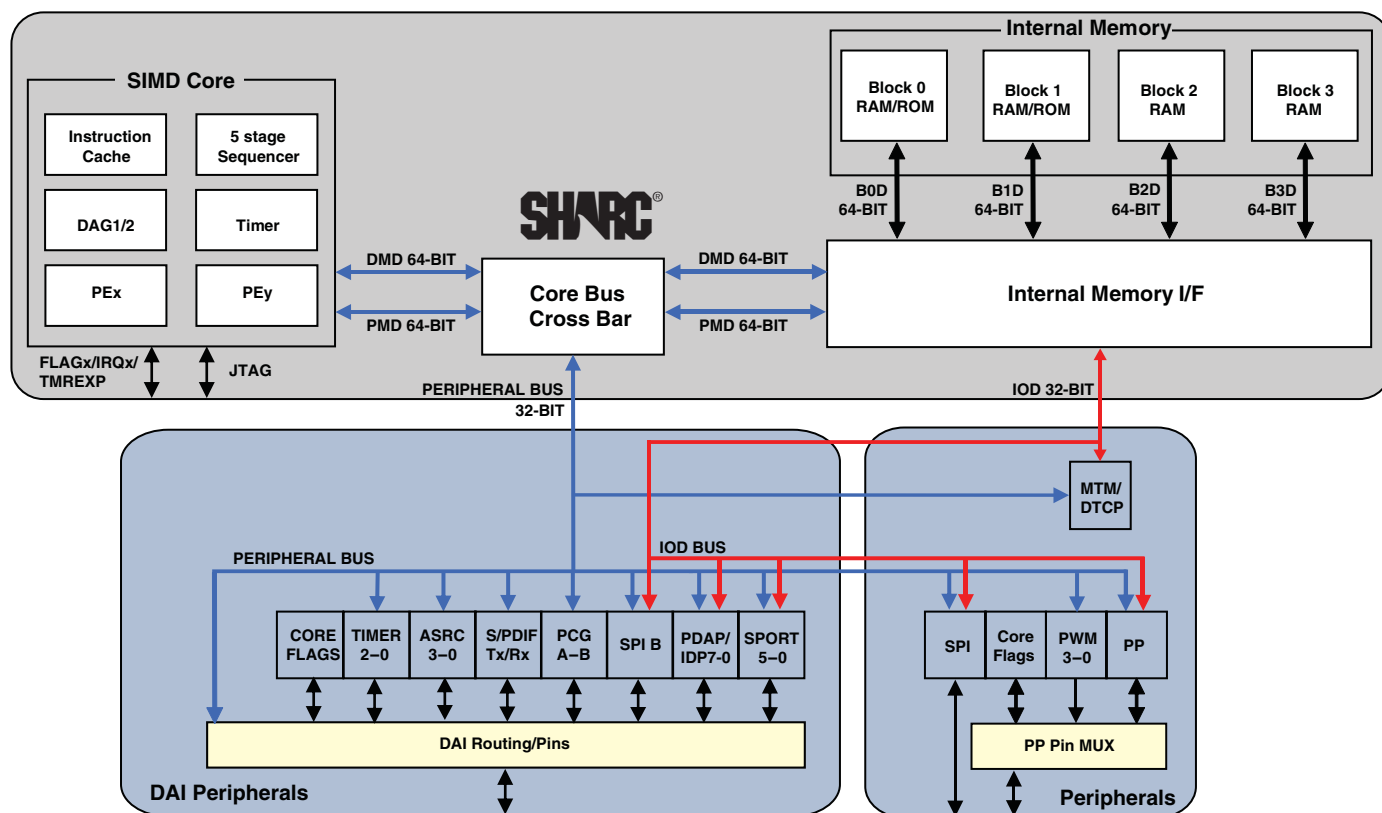 Internal Memory
SIMD Core
Block 0
RAM/ROM
Block 1
RAM/ROM
Block 2
RAM
Block 3
RAM
Instruction
Cache
5 stage
Sequencer
DAG1/2
Timer
PEx
PEy
SHARC®
B0D
64-BIT
B1D
64-BIT
B2D
64-BIT
B3D
64-BIT
DMD 64-BIT
PMD 64-BIT
Core Bus
Cross Bar
DMD 64-BIT
PMD 64-BIT
Internal Memory I/F
FLAGx/IRQx/
TMREXP
JTAG
PERIPHERAL BUS
32-BIT
IOD 32-BIT
MTM/
DTCP
PERIPHERAL BUS
IOD BUS
CORE
FLAGS
TIMER
2–0
ASRC
3–0
S/PDIF
Tx/Rx
PCG
A–B
SPI B
PDAP/
IDP7-0
SPORT
5–0
SPI
Core
Flags
PWM
3–0
PP
DAI Routing/Pins
PP Pin MUX
DAI Peripherals
Peripherals